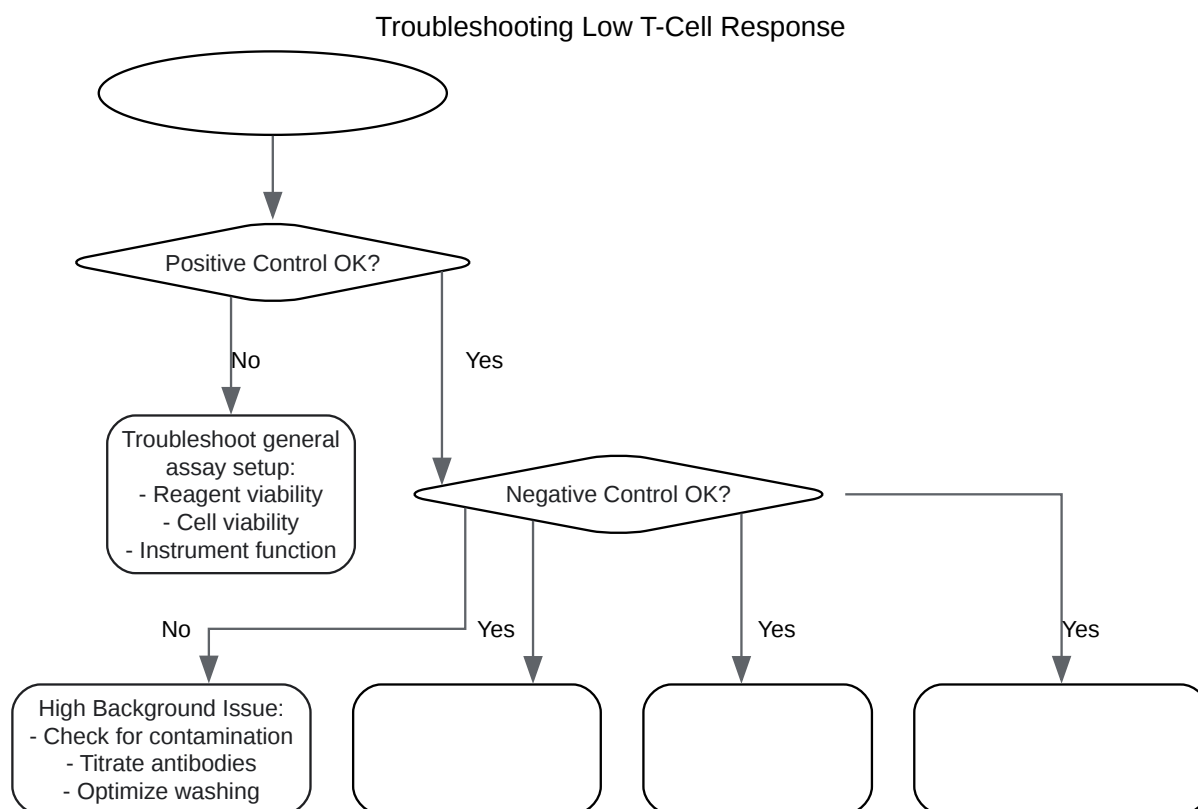 Troubleshooting Low T-Cell Response
Positive Control OK?
No
Yes
Troubleshoot general
assay setup:
- Reagent viability
- Cell viability
- Instrument function
Negative Control OK?
No
Yes
Yes
Yes
High Background Issue:
- Check for contamination
- Titrate antibodies
- Optimize washing